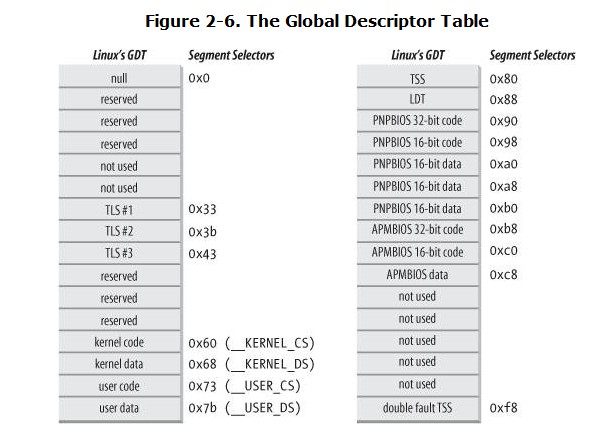 Figure 2-6. The Global Descriptor Table
Linux's GDT Segment Selectors
null 0x0
reserved
reserved
reserved
not used
not used
TLS #1 0x33
TLS #2 0x3b
TLS #3 0x43
reserved
reserved
reserved
kernel code 0x60 (__KERNEL_CS)
kernel data 0x68 (__KERNEL_DS)
user code 0x73 (__USER_CS)
user data 0x7b (__USER_DS)
Linux's GDT Segment Selectors
TSS 0x80
LDT 0x88
PNPBIOS 32-bit code 0x90
PNPBIOS 16-bit code 0x98
PNPBIOS 16-bit data 0xa0
PNPBIOS 16-bit data 0xa8
PNPBIOS 16-bit data 0xb0
APMBIOS 32-bit code 0xb8
APMBIOS 16-bit code 0xc0
APMBIOS data 0xc8
not used
not used
not used
not used
not used
double fault TSS 0xf8